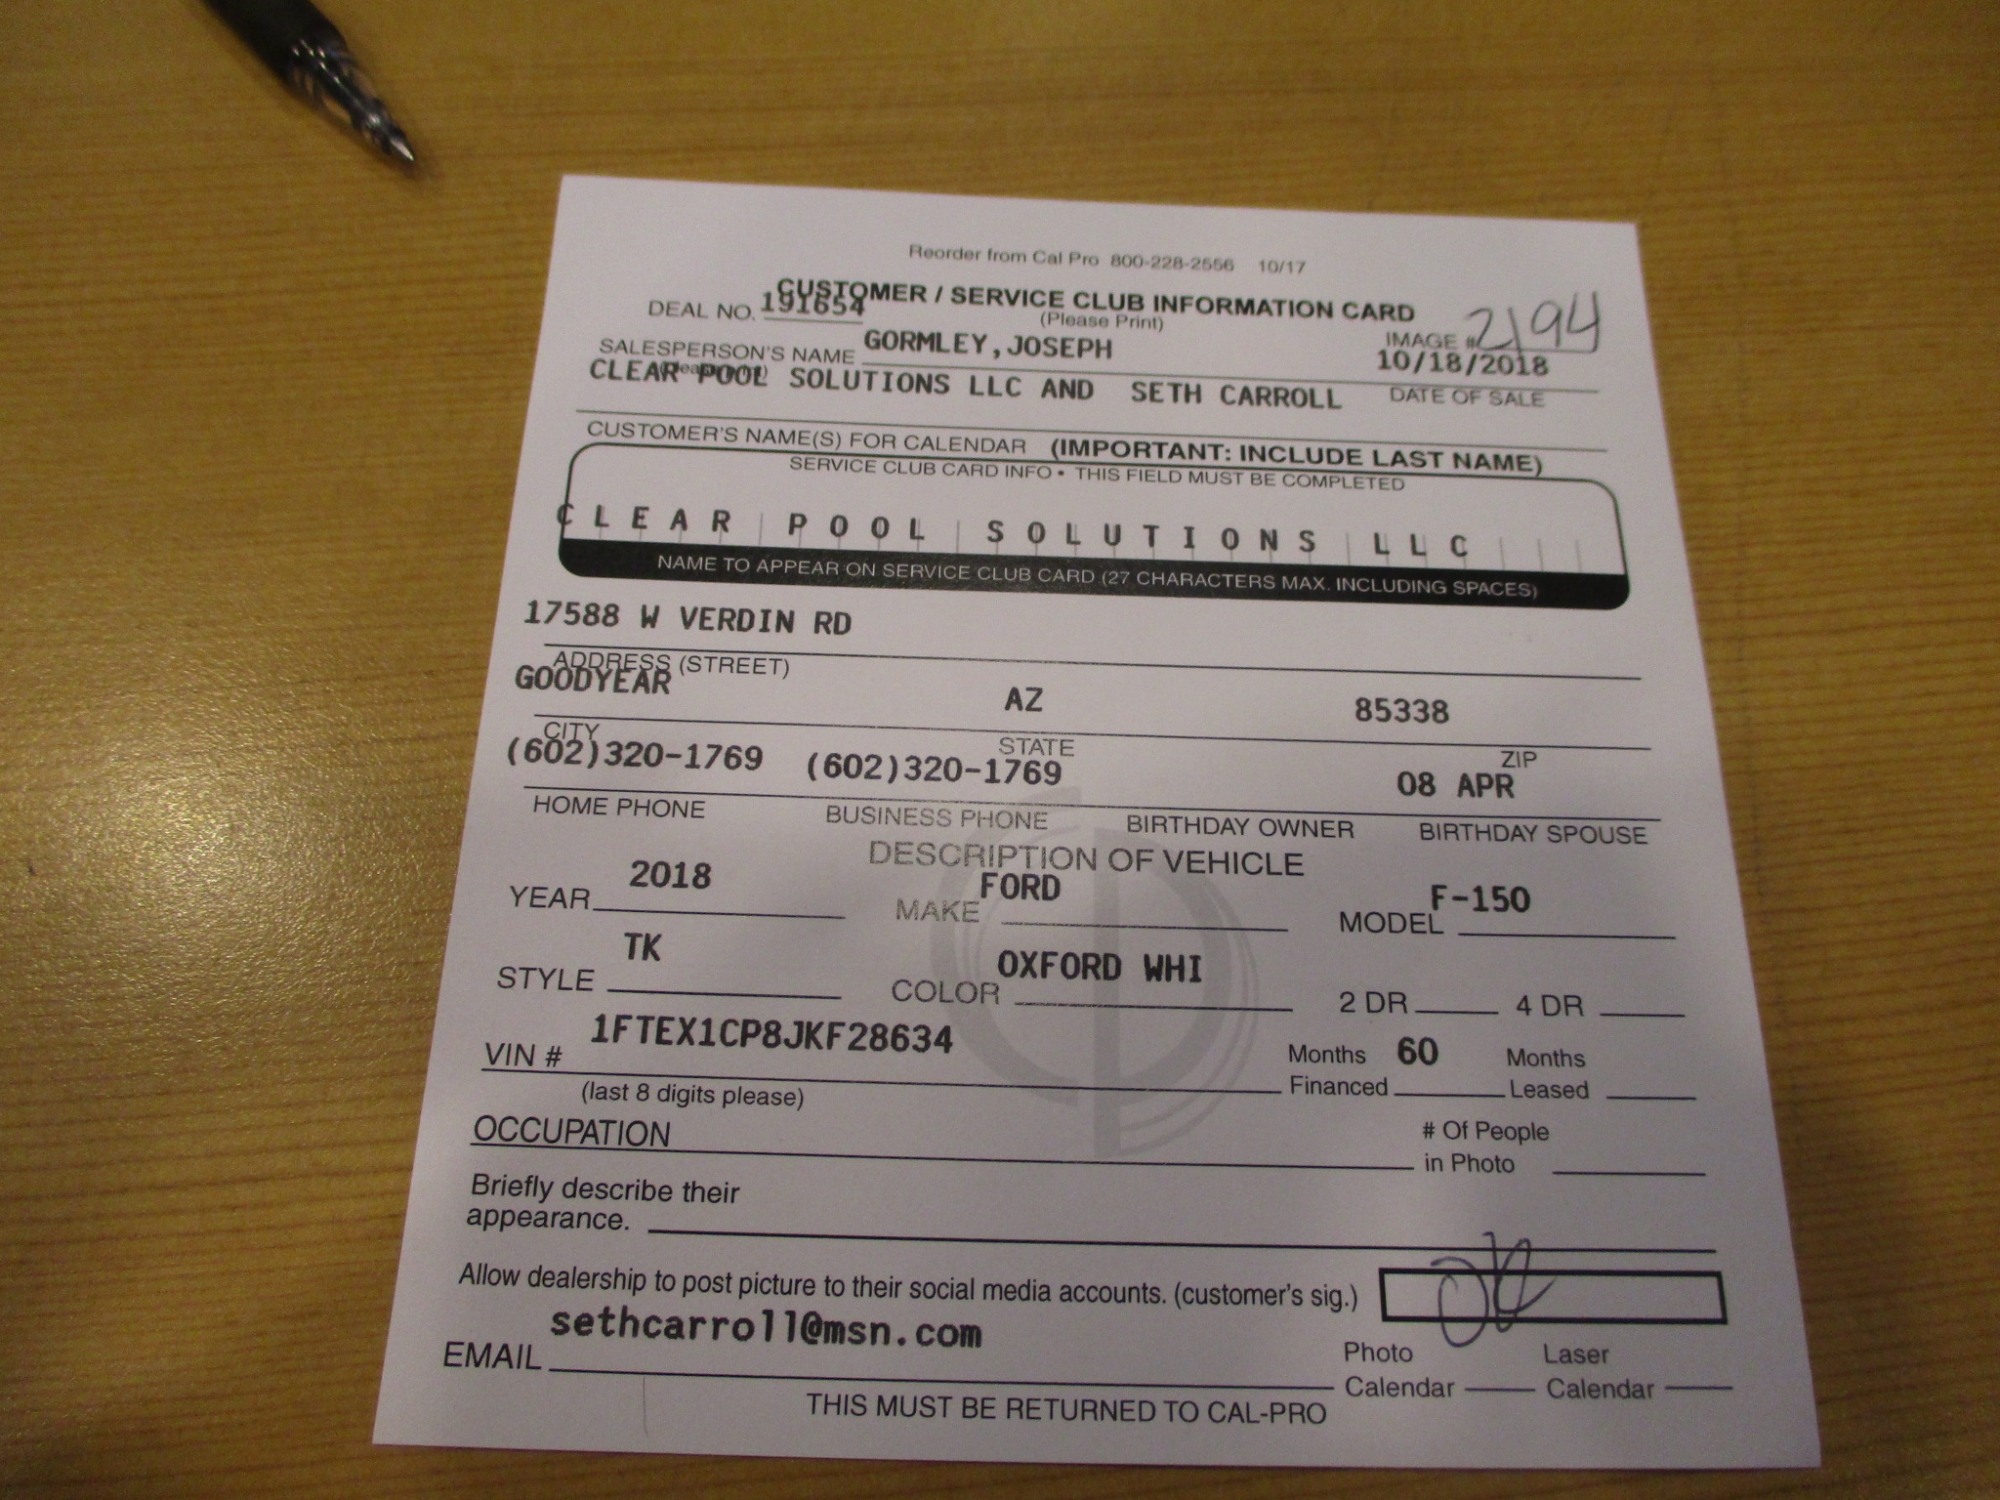 Reorder from Cal Pro 800-228-2556 10/17
CUSTOMER / SERVICE CLUB INFORMATION CARD
(Please Print)
DEAL NO. 191654
IMAGE # 2194
SALESPERSON'S NAME GORMLEY,JOSEPH
10/18/2018
(Please Print)
CLEAR POOL SOLUTIONS LLC AND SETH CARROLL
DATE OF SALE
CUSTOMER'S NAME(S) FOR CALENDAR (IMPORTANT: INCLUDE LAST NAME)
SERVICE CLUB CARD INFO • THIS FIELD MUST BE COMPLETED
CLEAR POOL SOLUTIONS LLC
NAME TO APPEAR ON SERVICE CLUB CARD (27 CHARACTERS MAX. INCLUDING SPACES)
17588 W VERDIN RD
ADDRESS (STREET)
GOODYEAR AZ 85338
CITY STATE ZIP
(602)320-1769 (602)320-1769 08 APR
HOME PHONE BUSINESS PHONE BIRTHDAY OWNER BIRTHDAY SPOUSE
DESCRIPTION OF VEHICLE
YEAR 2018 MAKE FORD MODEL F-150
STYLE TK COLOR OXFORD WHI 2 DR 4 DR
VIN # 1FTEX1CP8JKF28634 Months Financed 60 Months Leased
(last 8 digits please)
OCCUPATION # Of People in Photo
Briefly describe their
appearance.
Allow dealership to post picture to their social media accounts. (customer's sig.)
EMAIL sethcarroll@msn.com
Photo Calendar Laser Calendar
THIS MUST BE RETURNED TO CAL-PRO